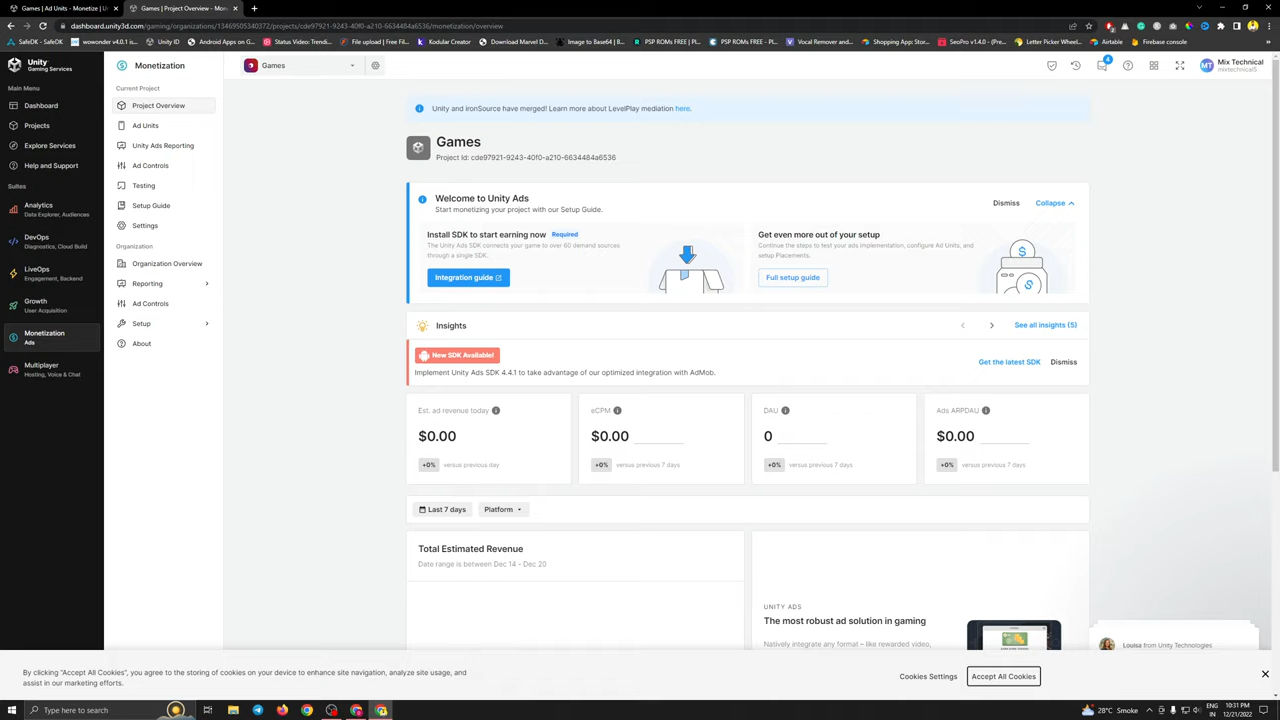 Games | Ad Units - Monetize | Un
Games | Project Overview - Mon
dashboard.unity3d.com/gaming/organizations/13469505340372/projects/cde97921-9243-40f0-a210-6634484a6536/monetization/overview
SafeDK
wowonder v4.0.1 is...
Unity ID
Android Apps on G...
Status Video: Trendi...
File upload | Free Fil...
Kodular Creator
Download Marvel D...
Image to Base64 | B...
PSP ROMs FREE | Pl...
PSP ROMs FREE | Pl...
Vocal Remover and...
Shopping App: Stor...
SeoPro v1.4.0 - (Pre...
Letter Picker Wheel...
Airtable
Firebase console
Unity
Gaming Services
Main Menu
Dashboard
Projects
Explore Services
Help and Support
Suites
Analytics
Data Explorer, Audiences
DevOps
Diagnostics, Cloud Build
LiveOps
Engagement, Backend
Growth
User Acquisition
Monetization
Ads
Multiplayer
Hosting, Voice & Chat
Monetization
Current Project
Project Overview
Ad Units
Unity Ads Reporting
Ad Controls
Testing
Setup Guide
Settings
Organization
Organization Overview
Reporting
Ad Controls
Setup
About
Games
4
MT
Mix Technical
mixtechnical5
Unity and ironSource have merged! Learn more about LevelPlay mediation here.
Games
Project Id: cde97921-9243-40f0-a210-6634484a6536
Welcome to Unity Ads
Start monetizing your project with our Setup Guide.
Dismiss
Collapse
Install SDK to start earning now Required
The Unity Ads SDK connects your game to over 60 demand sources
through a single SDK.
Integration guide
Get even more out of your setup
Continue the steps to test your ads implementation, configure Ad Units, and
setup Placements.
Full setup guide
Insights
See all insights (5)
New SDK Available!
Implement Unity Ads SDK 4.4.1 to take advantage of our optimized integration with AdMob.
Get the latest SDK
Dismiss
Est. ad revenue today
$0.00
+0% versus previous day
eCPM
$0.00
+0% versus previous 7 days
DAU
0
+0% versus previous 7 days
Ads ARPDAU
$0.00
+0% versus previous 7 days
Last 7 days
Platform
Total Estimated Revenue
Date range is between Dec 14 - Dec 20
UNITY ADS
The most robust ad solution in gaming
Natively integrate any format – like rewarded video,
Louisa from Unity Technologies
By clicking "Accept All Cookies", you agree to the storing of cookies on your device to enhance site navigation, analyze site usage, and
assist in our marketing efforts.
Cookies Settings
Accept All Cookies
Type here to search
28°C Smoke
ENG
IN
10:31 PM
12/21/2022